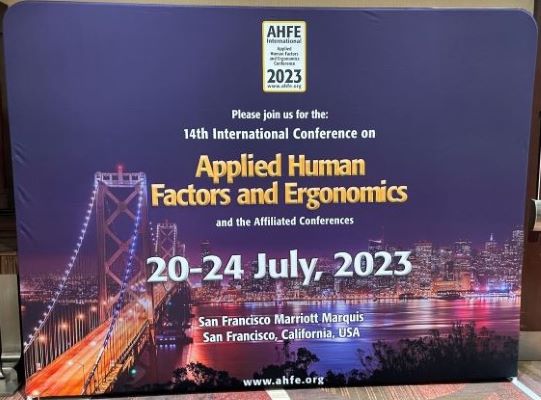 AHFE
International
Applied
Human Factors
and Ergonomics
Conference
2023
www.ahfe.org
Please join us for the:
14th International Conference on
Applied Human
Factors and Ergonomics
and the Affiliated Conferences
20-24 July, 2023
San Francisco Marriott Marquis
San Francisco, California, USA
www.ahfe.org